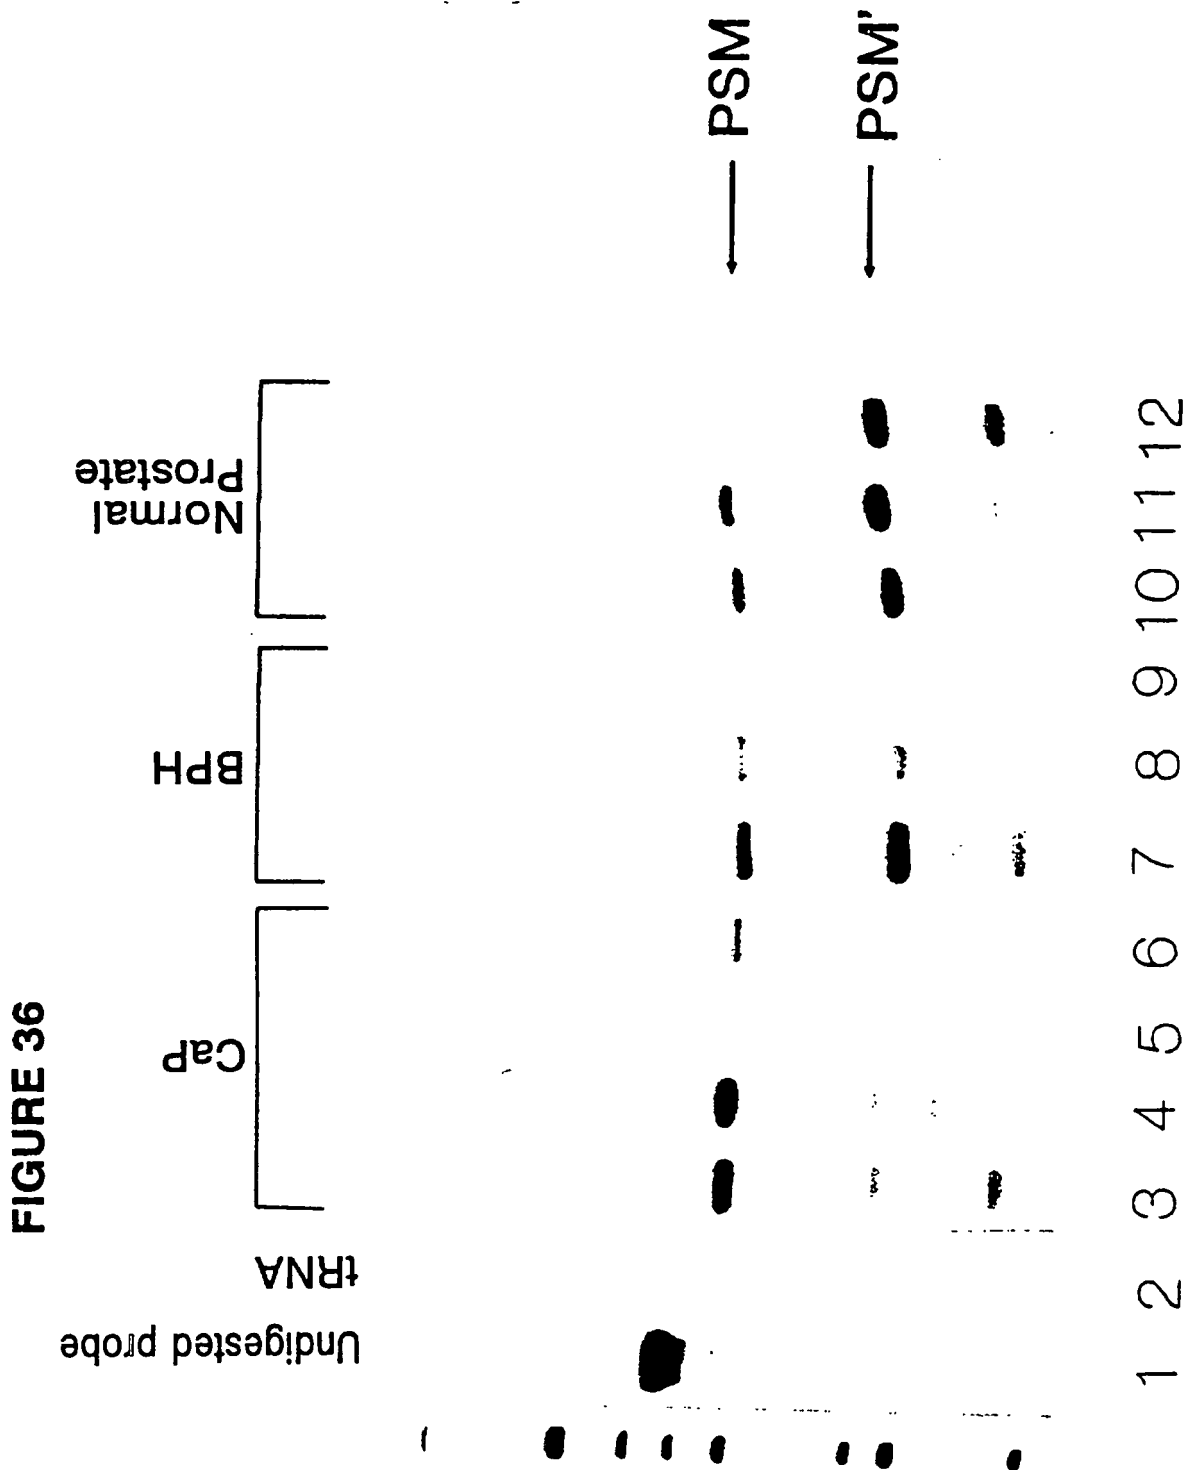 FIGURE 36
Undigested probe
tRNA
CaP
BPH
Normal
Prostate
PSM
PSM'
1 2 3 4 5 6 7 8 9 10 11 12